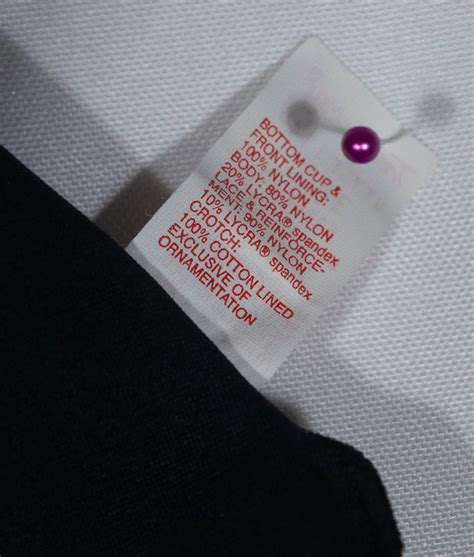 BOTTOM CUP &
FRONT LINING:
100% NYLON
BODY: 80% NYLON
20% LYCRA® spandex
LACE & REINFORCE-
MENT: 90% NYLON
10% LYCRA® spandex
CROTCH:
100% COTTON LINED
EXCLUSIVE OF
ORNAMENTATION